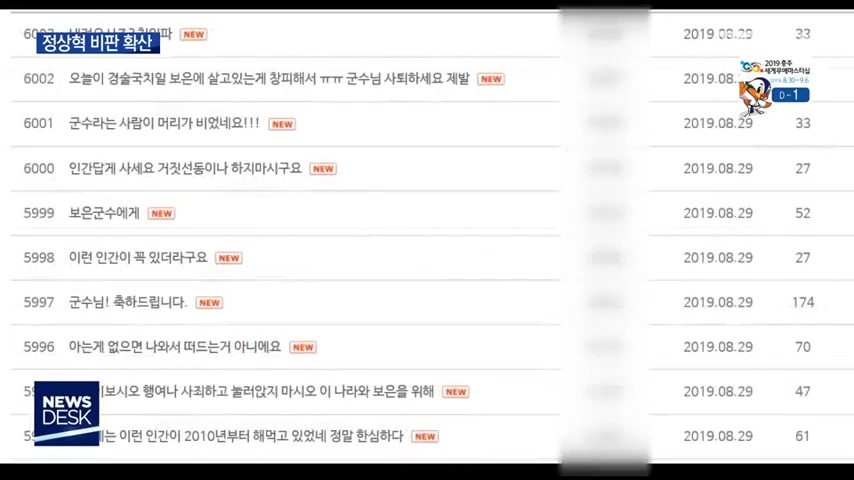 정상혁 비판 확산
NEW
2019.08.29 33
6002 오늘이 경술국치일 보은에 살고있는게 창피해서 ㅠㅠ 군수님 사퇴하세요 제발 NEW
2019 충주
세계무예마스터십
2019. 8.30~9.6
D-1
6001 군수라는 사람이 머리가 비었네요!!! NEW 2019.08.29 33
6000 인간답게 사세요 거짓선동이나 하지마시구요 NEW 2019.08.29 27
5999 보은군수에게 NEW 2019.08.29 52
5998 이런 인간이 꼭 있더라구요 NEW 2019.08.29 27
5997 군수님! 축하드립니다. NEW 2019.08.29 174
5996 아는게 없으면 나와서 떠드는거 아니에요 NEW 2019.08.29 70
행여나 사죄하고 눌러앉지 마시오 이 나라와 보은을 위해 NEW 2019.08.29 47
이런 인간이 2010년부터 해먹고 있었네 정말 한심하다 NEW 2019.08.29 61
NEWS
DESK